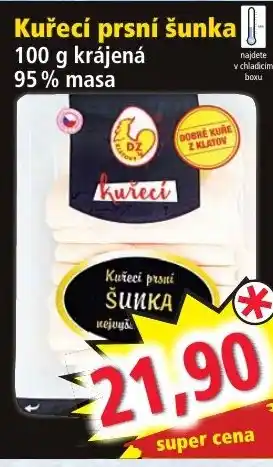 Kuřecí prsní šunka
100 g krájená
95 % masa
najdete
v chladicím
boxu
DZ
KLATOVY
DOBRÉ KUŘE
Z KLATOV
kuřecí
Kuřecí prsní
ŠUNKA
21,90
super cena